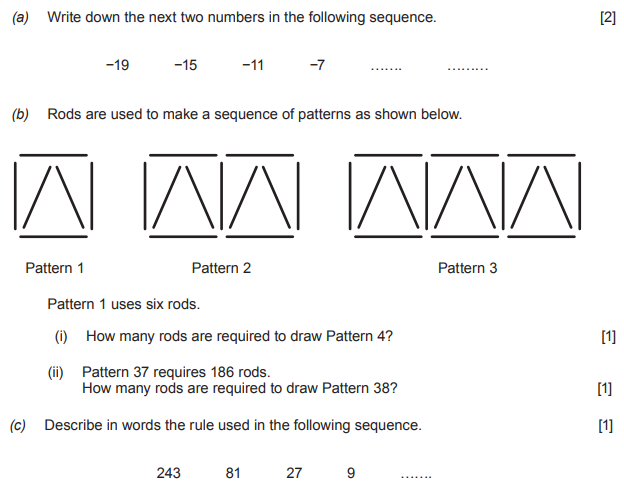 (a) Write down the next two numbers in the following sequence. [2]
−19 −15 −11 −7 ....... .........
(b) Rods are used to make a sequence of patterns as shown below.
Pattern 1 Pattern 2 Pattern 3
Pattern 1 uses six rods.
(i) How many rods are required to draw Pattern 4? [1]
(ii) Pattern 37 requires 186 rods.
How many rods are required to draw Pattern 38? [1]
(c) Describe in words the rule used in the following sequence. [1]
243 81 27 9 .......